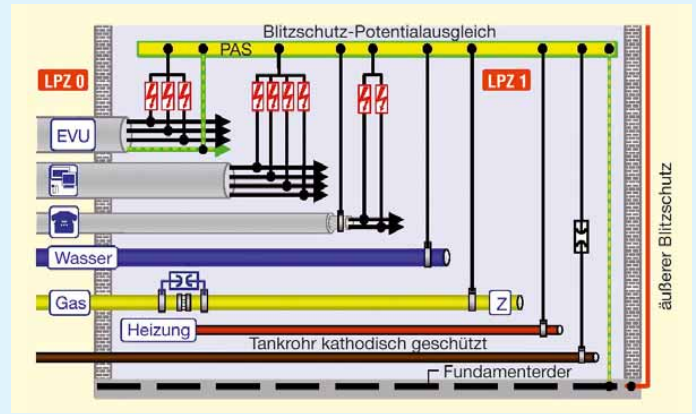 Blitzschutz-Potentialausgleich
PAS
LPZ 0
LPZ 1
EVU
Wasser
Gas
Z
Heizung
Tankrohr kathodisch geschützt
Fundamenterder
äußerer Blitzschutz